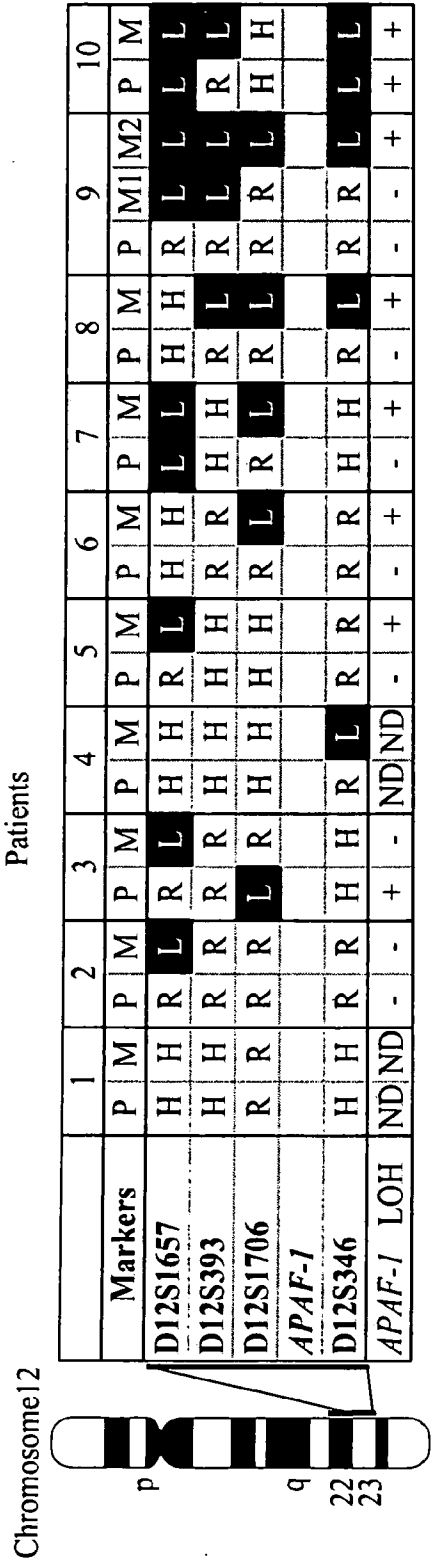 Patients
Chromosome12
p
q
22
23
1 2 3 4 5 6 7 8 9 10
Markers P M P M P M P M P M P M P M P M P M1 M2 P M
D12S1657 H H R L R L H H R L H H L L H H R L L L L
D12S393 H H R R R R H H H H R R H H R L R L L R L
D12S1706 R R R R L R H H H H R L R L R L R R L H H
APAF-1
D12S346 H H R R H H R L R R R R H H R L R R L L L
APAF-1 LOH ND ND - - + - ND ND - + - + - + - + - - + + +